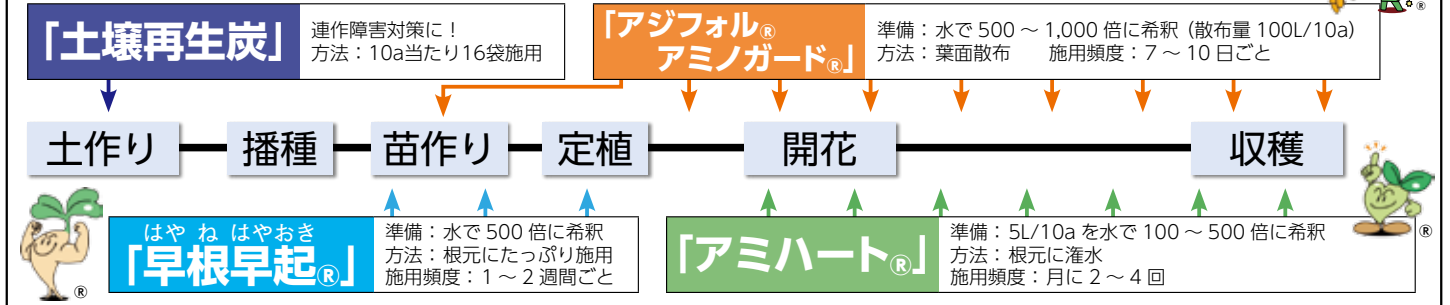 「土壌再生炭」
連作障害対策に!
方法:10a当たり16袋施用
「アジフォル®
アミノガード®」
準備:水で 500 ~ 1,000 倍に希釈(散布量 100L/10a)
方法:葉面散布 施用頻度:7 ~ 10 日ごと
®
土作り
播種
苗作り
定植
開花
収穫
はや ね はやおき
「早根早起®」
準備:水で 500 倍に希釈
方法:根元にたっぷり施用
施用頻度:1 ~ 2 週間ごと
®
「アミハート®」
準備:5L/10a を水で 100 ~ 500 倍に希釈
方法:根元に潅水
施用頻度:月に 2 ~ 4 回
®